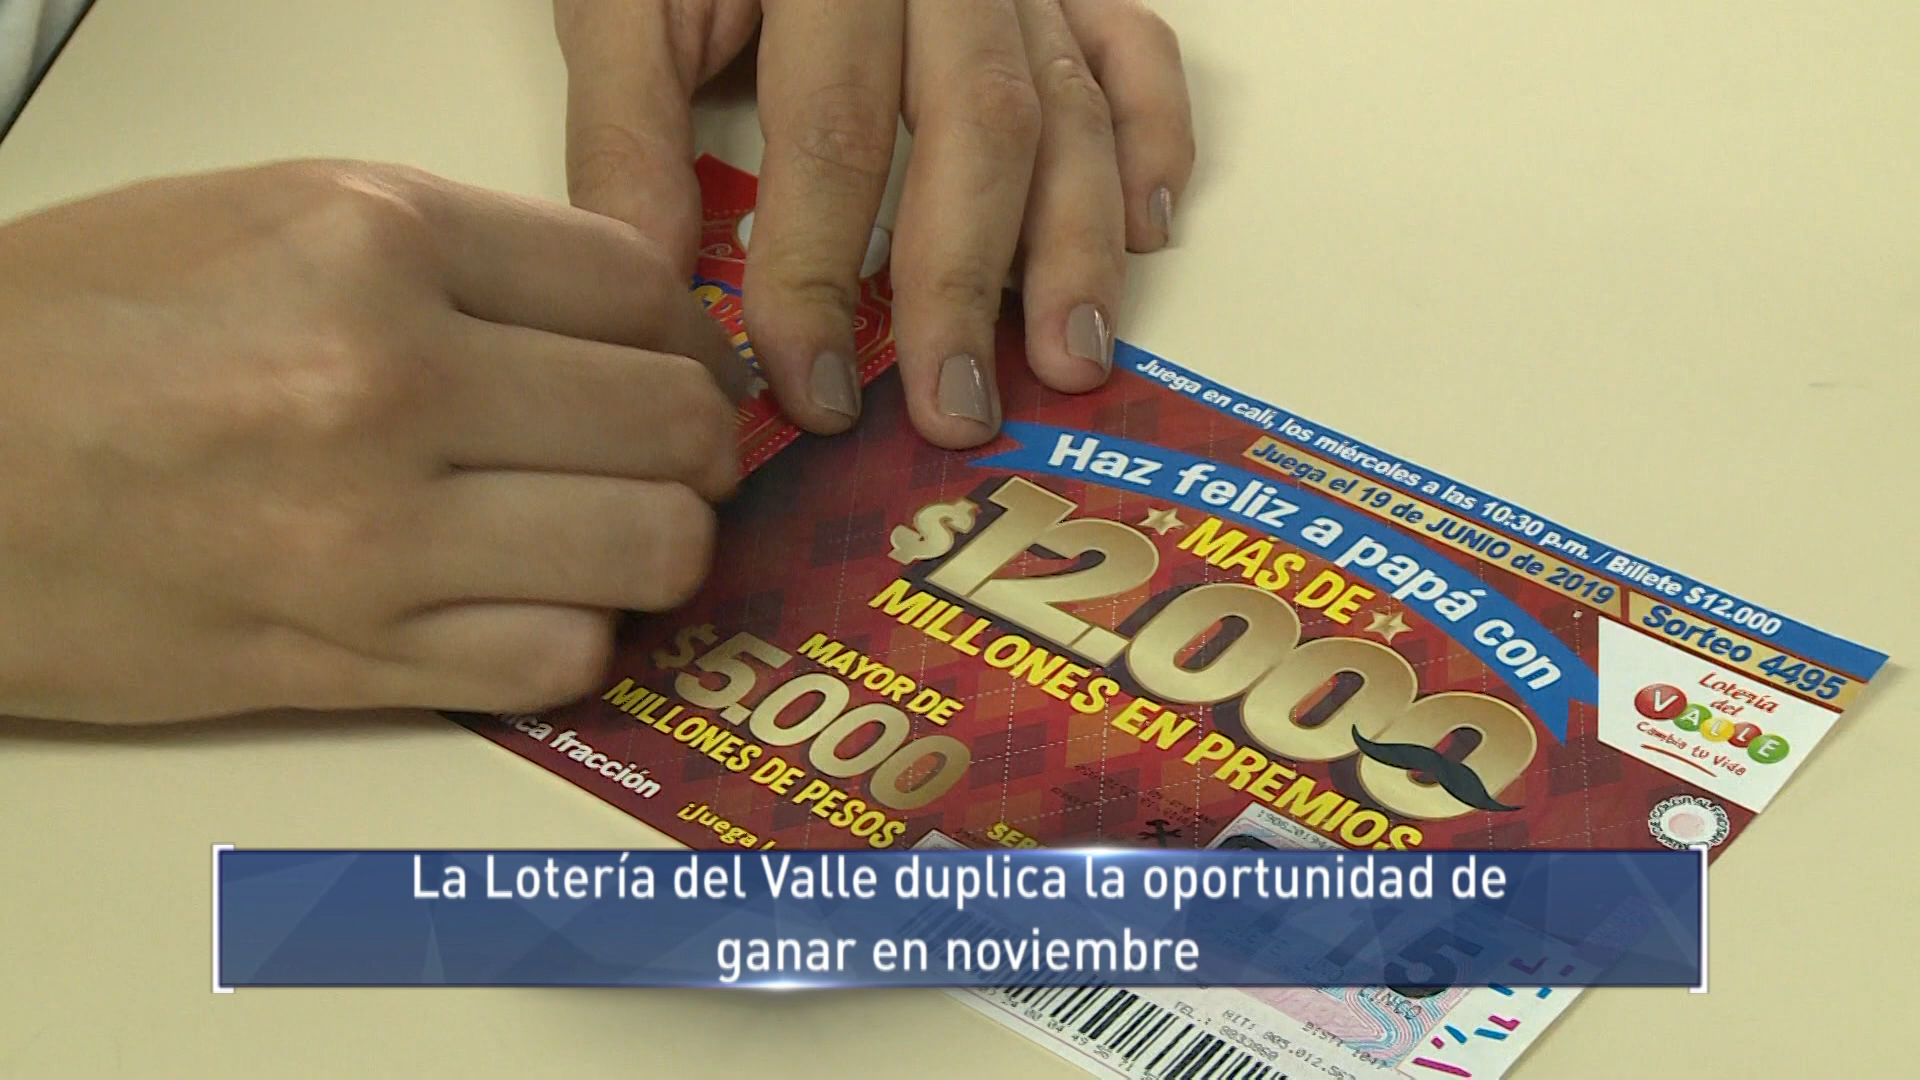 Juega en cali, los miércoles a las 10:30 p.m. / Billete $12.000
Juega el 19 de JUNIO de 2019
Sorteo 4495
Haz feliz a papá con
MÁS DE
$12.000
MILLONES EN PREMIOS
MAYOR DE
$5.000
MILLONES DE PESOS
fracción
¡Juega
Lotería
del
VALLE
Cambia tu Vida
15
La Lotería del Valle duplica la oportunidad de
ganar en noviembre